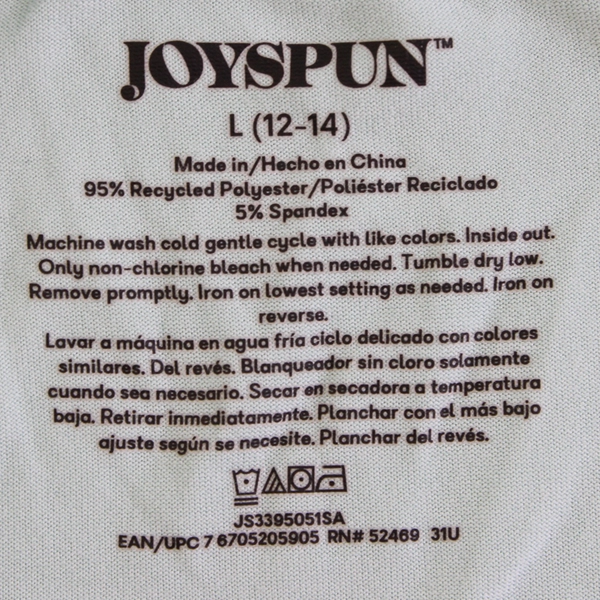 JOYSPUN™
L (12-14)
Made in/Hecho en China
95% Recycled Polyester/Poliéster Reciclado
5% Spandex
Machine wash cold gentle cycle with like colors. Inside out.
Only non-chlorine bleach when needed. Tumble dry low.
Remove promptly. Iron on lowest setting as needed. Iron on
reverse.
Lavar a máquina en agua fría ciclo delicado con colores
similares. Del revés. Blanqueador sin cloro solamente
cuando sea necesario. Secar en secadora a temperatura
baja. Retirar inmediatamente. Planchar con el más bajo
ajuste según se necesite. Planchar del revés.
JS3395051SA
EAN/UPC 7 6705205905 RN# 52469 31U